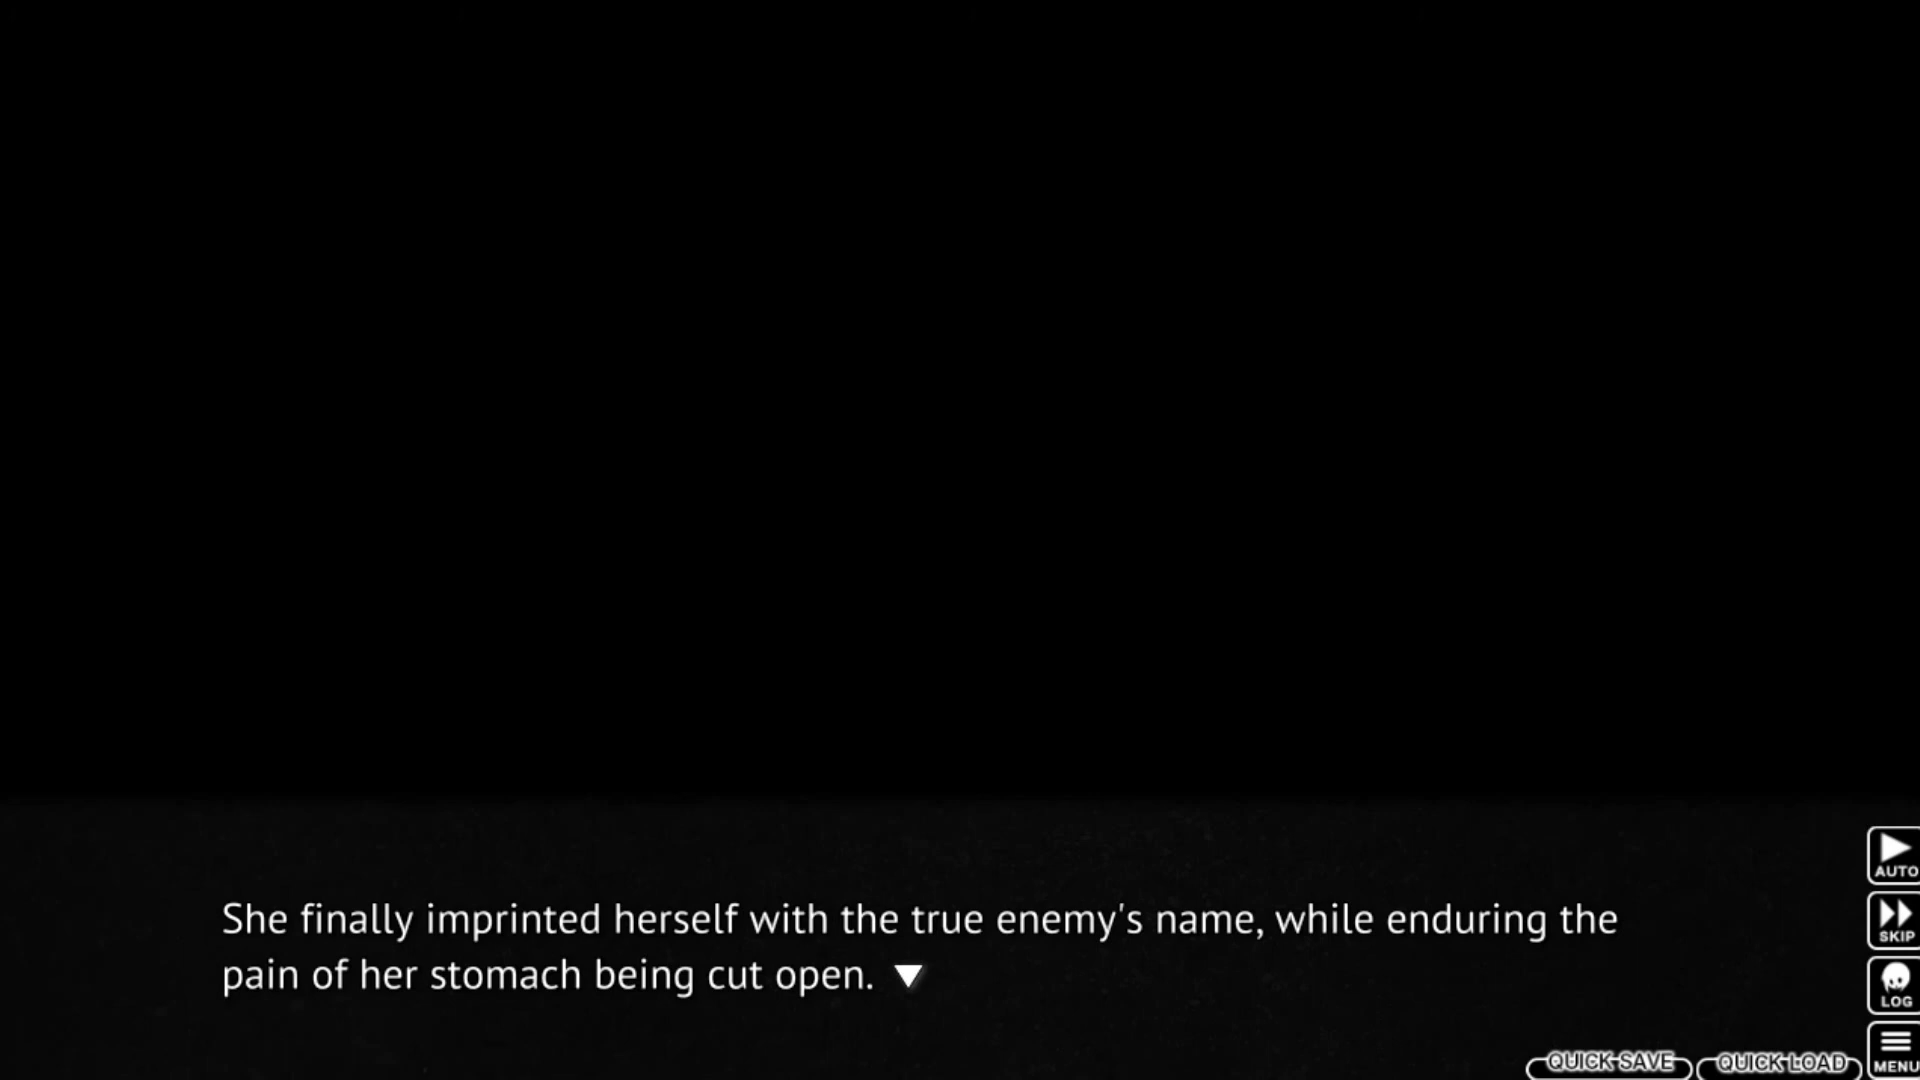 She finally imprinted herself with the true enemy's name, while enduring the
pain of her stomach being cut open.
AUTO
SKIP
LOG
MENU
QUICK SAVE
QUICK LOAD